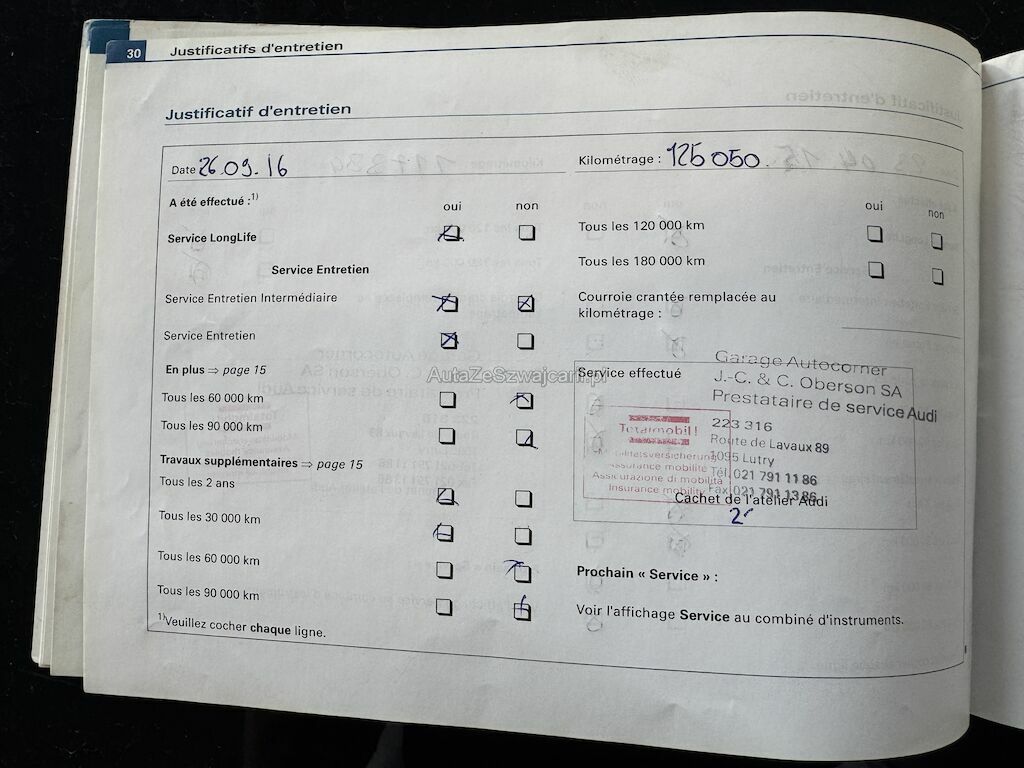 30 Justificatifs d'entretien
Justificatif d'entretien
Date 26.09.16
Kilométrage : 125 050.
A été effectué :1)
oui non
Service LongLife
Service Entretien
Service Entretien Intermédiaire
Service Entretien
En plus ⇒ page 15
Tous les 60 000 km
Tous les 90 000 km
Travaux supplémentaires ⇒ page 15
Tous les 2 ans
Tous les 30 000 km
Tous les 60 000 km
Tous les 90 000 km
1)Veuillez cocher chaque ligne.
oui non
Tous les 120 000 km
Tous les 180 000 km
Courroie crantée remplacée au
kilométrage :
Service effectué
Garage Autocorner
J.-C. & C. Oberson SA
Prestataire de service Audi
223 316
Route de Lavaux 89
1095 Lutry
Tél. 021 791 11 86
Fax 021 791 13 86
Totalmobil!
Assurance mobilité
Assicurazione di mobilità
Insurance mobility
Cachet de l'atelier Audi
Prochain « Service » :
Voir l'affichage Service au combiné d'instruments.
AutaZeSzwajcarii.pl